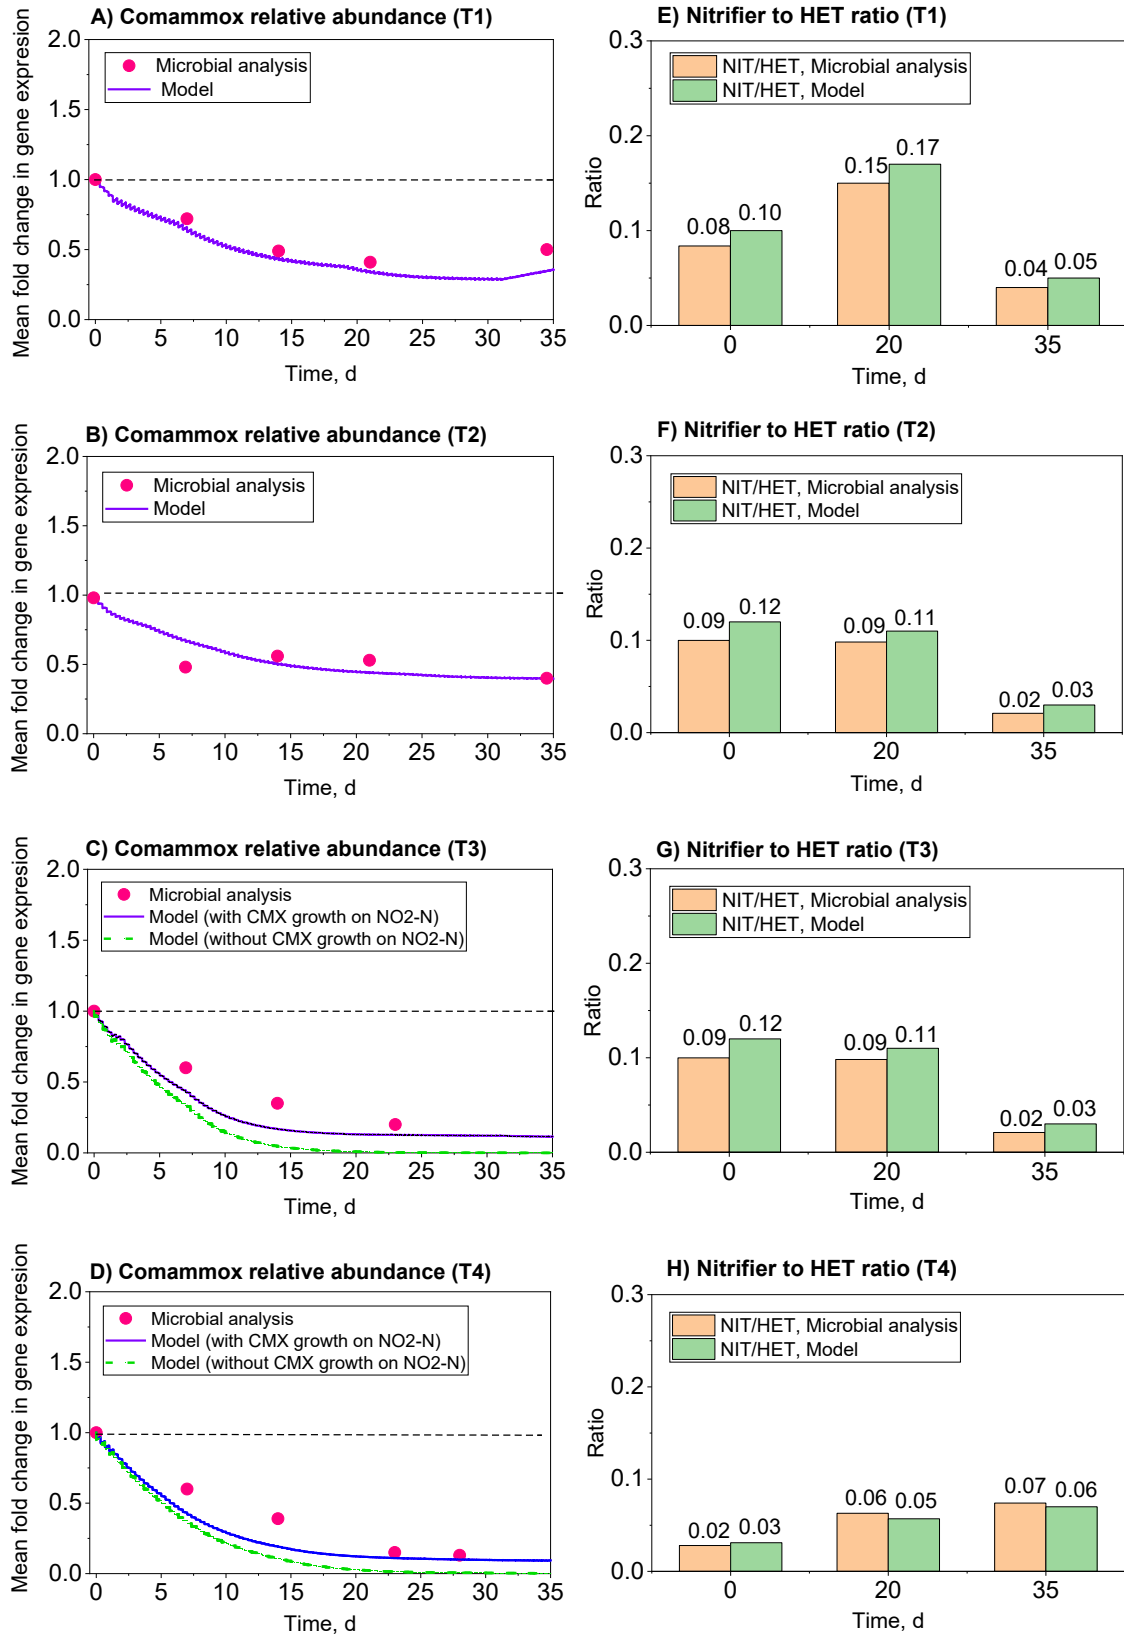 A) Comammox relative abundance (T1)
Mean fold change in gene expresion
2.0
1.5
1.0
0.5
0.0
Microbial analysis
Model
0 5 10 15 20 25 30 35
Time, d
E) Nitrifier to HET ratio (T1)
Ratio
0.3
0.2
0.1
0.0
NIT/HET, Microbial analysis
NIT/HET, Model
0.08 0.10 0.15 0.17 0.04 0.05
0 20 35
Time, d
B) Comammox relative abundance (T2)
Mean fold change in gene expresion
2.0
1.5
1.0
0.5
0.0
Microbial analysis
Model
0 5 10 15 20 25 30 35
Time, d
F) Nitrifier to HET ratio (T2)
Ratio
0.3
0.2
0.1
0.0
NIT/HET, Microbial analysis
NIT/HET, Model
0.09 0.12 0.09 0.11 0.02 0.03
0 20 35
Time, d
C) Comammox relative abundance (T3)
Mean fold change in gene expresion
2.0
1.5
1.0
0.5
0.0
Microbial analysis
Model (with CMX growth on NO2-N)
Model (without CMX growth on NO2-N)
0 5 10 15 20 25 30 35
Time, d
G) Nitrifier to HET ratio (T3)
Ratio
0.3
0.2
0.1
0.0
NIT/HET, Microbial analysis
NIT/HET, Model
0.09 0.12 0.09 0.11 0.02 0.03
0 20 35
Time, d
D) Comammox relative abundance (T4)
Mean fold change in gene expresion
2.0
1.5
1.0
0.5
0.0
Microbial analysis
Model (with CMX growth on NO2-N)
Model (without CMX growth on NO2-N)
0 5 10 15 20 25 30 35
Time, d
H) Nitrifier to HET ratio (T4)
Ratio
0.3
0.2
0.1
0.0
NIT/HET, Microbial analysis
NIT/HET, Model
0.02 0.03 0.06 0.05 0.07 0.06
0 20 35
Time, d